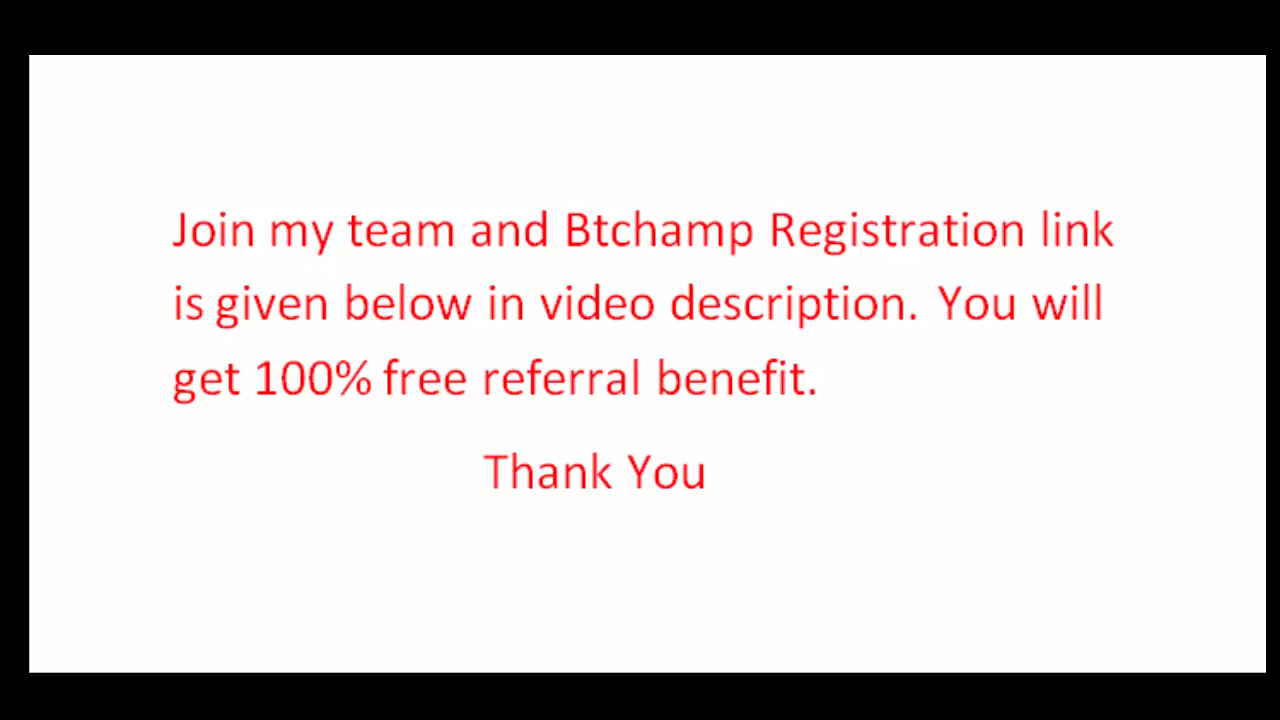 Join my team and Btchamp Registration link
is given below in video description. You will
get 100% free referral benefit.
Thank You